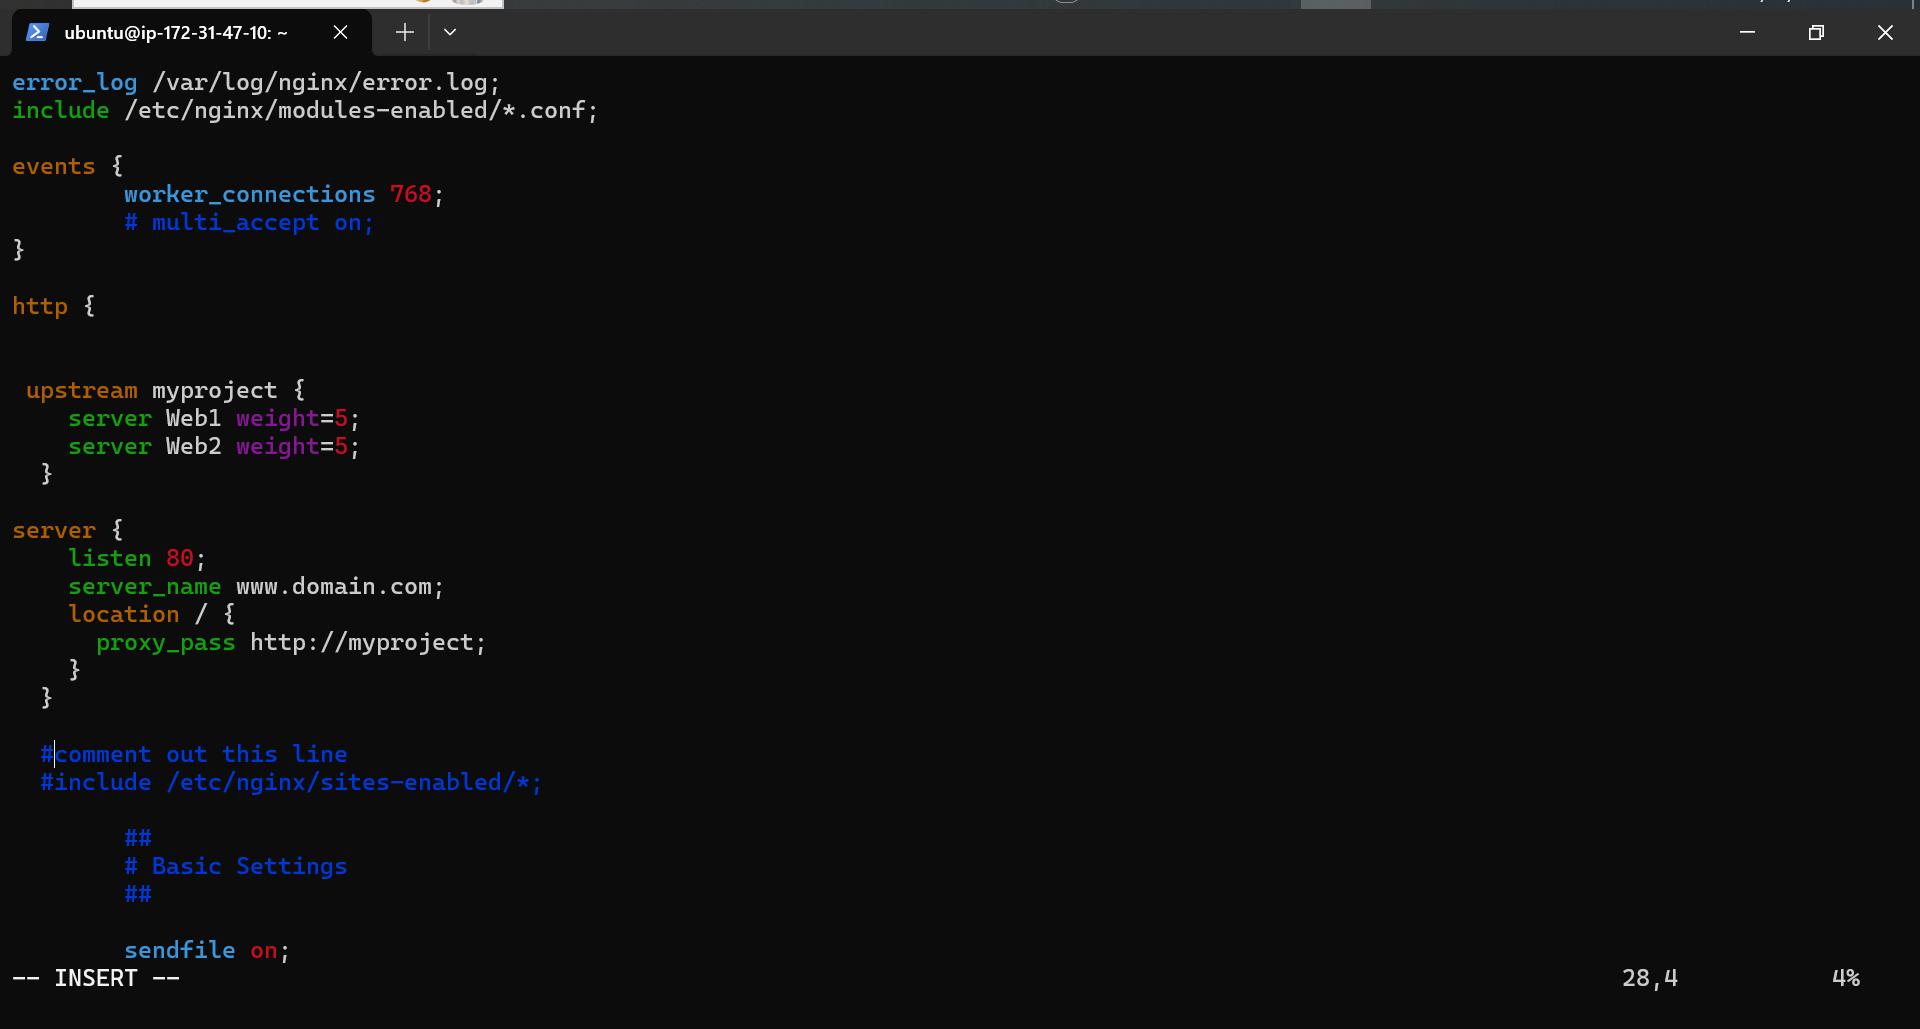 ubuntu@ip-172-31-47-10: ~
error_log /var/log/nginx/error.log;
include /etc/nginx/modules-enabled/*.conf;
events {
worker_connections 768;
# multi_accept on;
}
http {
upstream myproject {
server Web1 weight=5;
server Web2 weight=5;
}
server {
listen 80;
server_name www.domain.com;
location / {
proxy_pass http://myproject;
}
}
#comment out this line
#include /etc/nginx/sites-enabled/*;
##
# Basic Settings
##
sendfile on;
-- INSERT -- 28,4 4%